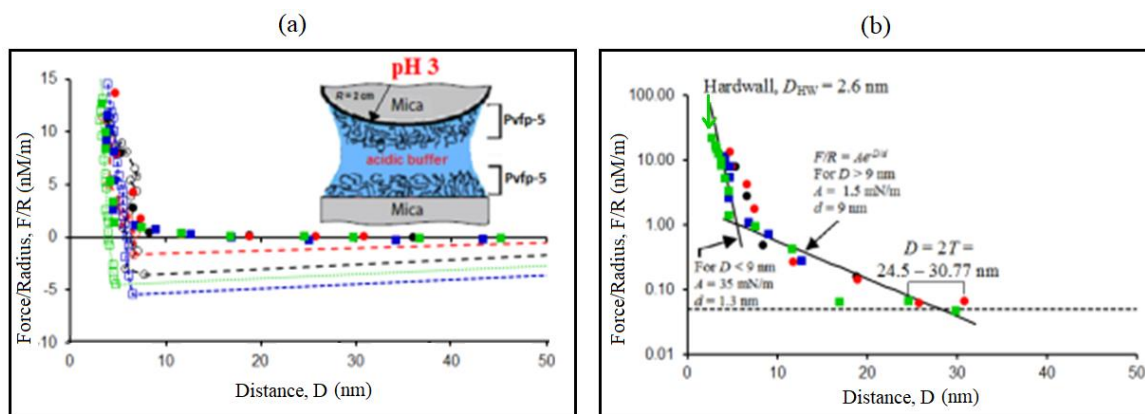 (a)
(b)
Force/Radius, F/R (nM/m)
15
10
5
0
-5
-10
0
10
20
30
40
50
Distance, D (nm)
pH 3
R = 2 cm
Mica
Pvfp-5
acidic buffer
Pvfp-5
Mica
Force/Radius, F/R (nM/m)
100.00
10.00
1.00
0.10
0.01
0
10
20
30
40
50
Distance, D (nm)
Hardwall, D_HW = 2.6 nm
F/R = Ae^D/d
For D > 9 nm
A = 1.5 mN/m
d = 9 nm
For D < 9 nm
A = 35 mN/m
d = 1.3 nm
D = 2T =
24.5 – 30.77 nm